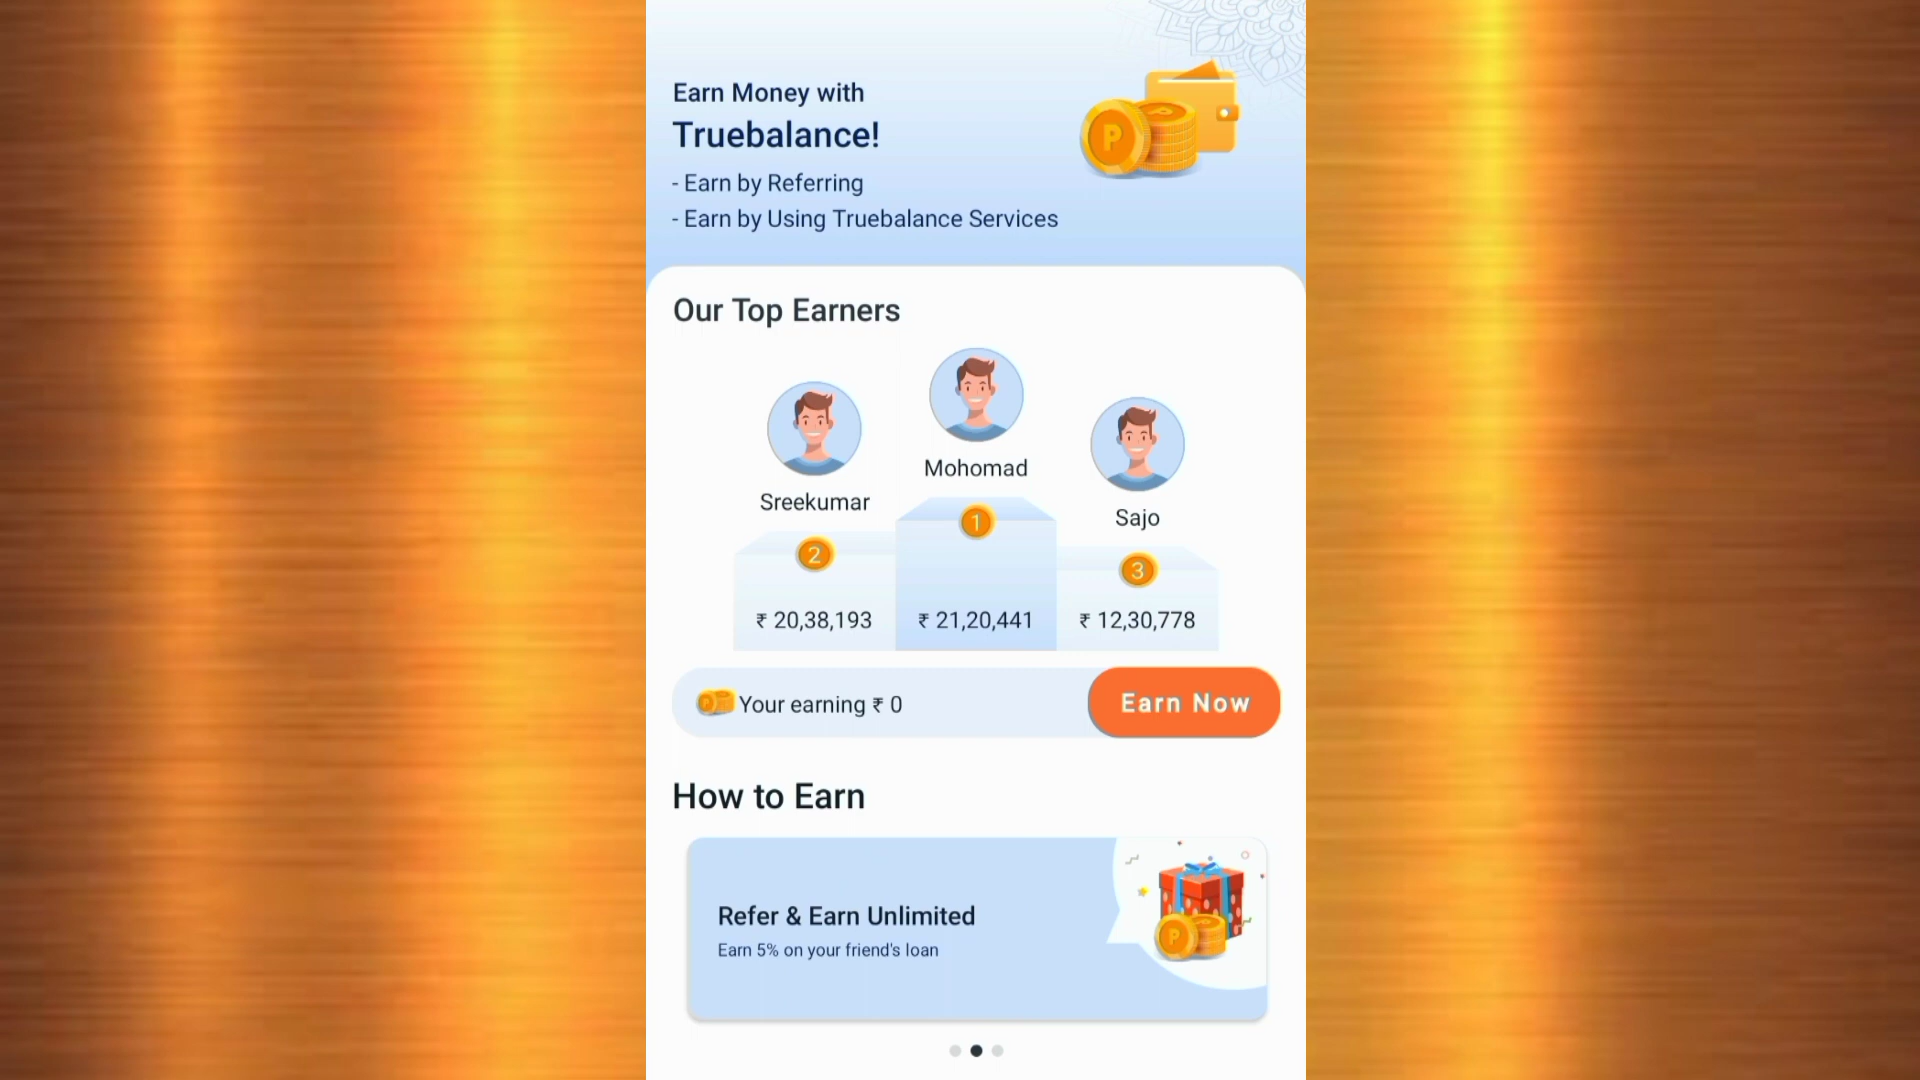 Earn Money with
Truebalance!
- Earn by Referring
- Earn by Using Truebalance Services
Our Top Earners
Mohomad
Sreekumar
Sajo
1
2
3
₹ 20,38,193
₹ 21,20,441
₹ 12,30,778
Your earning ₹ 0
Earn Now
How to Earn
Refer & Earn Unlimited
Earn 5% on your friend's loan